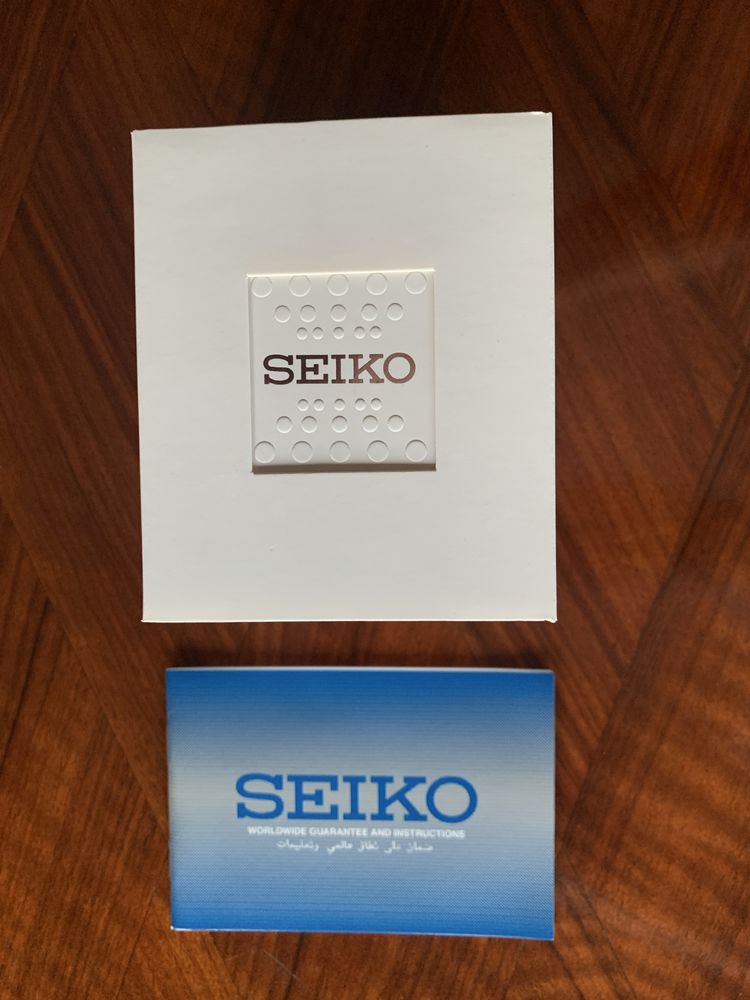 SEIKO
SEIKO
WORLDWIDE GUARANTEE AND INSTRUCTIONS
ضمان على نطاق عالمي وتعليمات